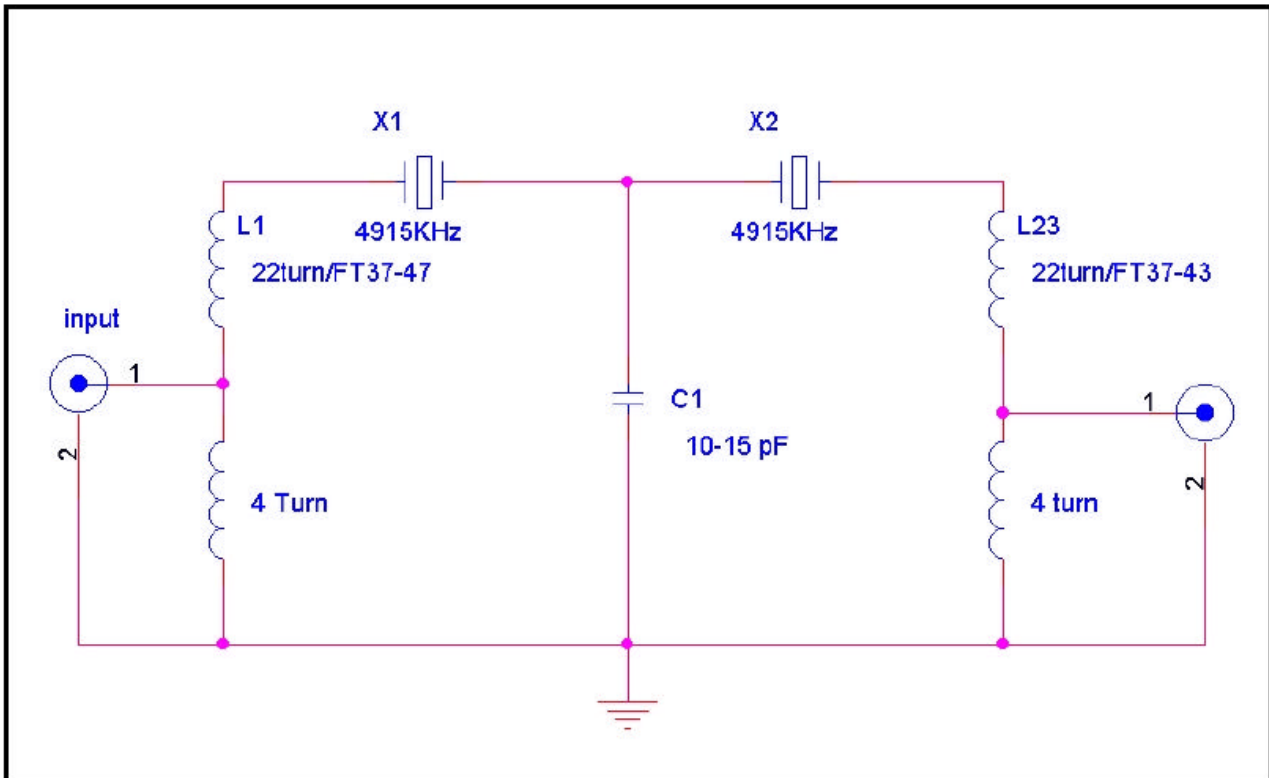 X1
X2
L1
4915KHz
4915KHz
L23
22turn/FT37-47
22turn/FT37-43
input
1
C1
1
2
10-15 pF
2
4 Turn
4 turn